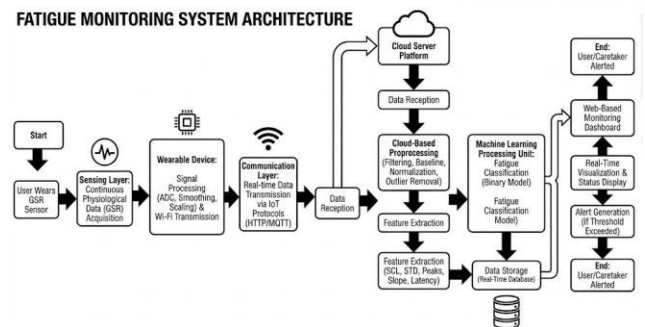 FATIGUE MONITORING SYSTEM ARCHITECTURE
Start
User Wears
GSR
Sensor
Sensing Layer:
Continuous
Physiological
Data (GSR)
Acquisition
Wearable Device:
Signal
Processing
(ADC, Smoothing,
Scaling) &
Wi-Fi Transmission
Communication
Layer:
Real-time Data
Transmission
via IoT
Protocols
(HTTP/MQTT)
Data
Reception
Cloud Server
Platform
Data Reception
Cloud-Based
Proprocessing
(Filtering, Baseline,
Normalization,
Outlier Removal)
Feature Extraction
Feature Extraction
(SCL, STD, Peaks,
Slope, Latency)
Machine Learning
Processing Unit:
Fatigue
Classification
(Binary Model)
Fatigue
Classification
Model)
Data Storage
(Real-Time Database)
End:
User/Caretaker
Alerted
Web-Based
Monitoring
Dashboard
Real-Time
Visualization &
Status Display
Alert Generation
(If Threshold
Exceeded)
End:
User/Caretaker
Alerted